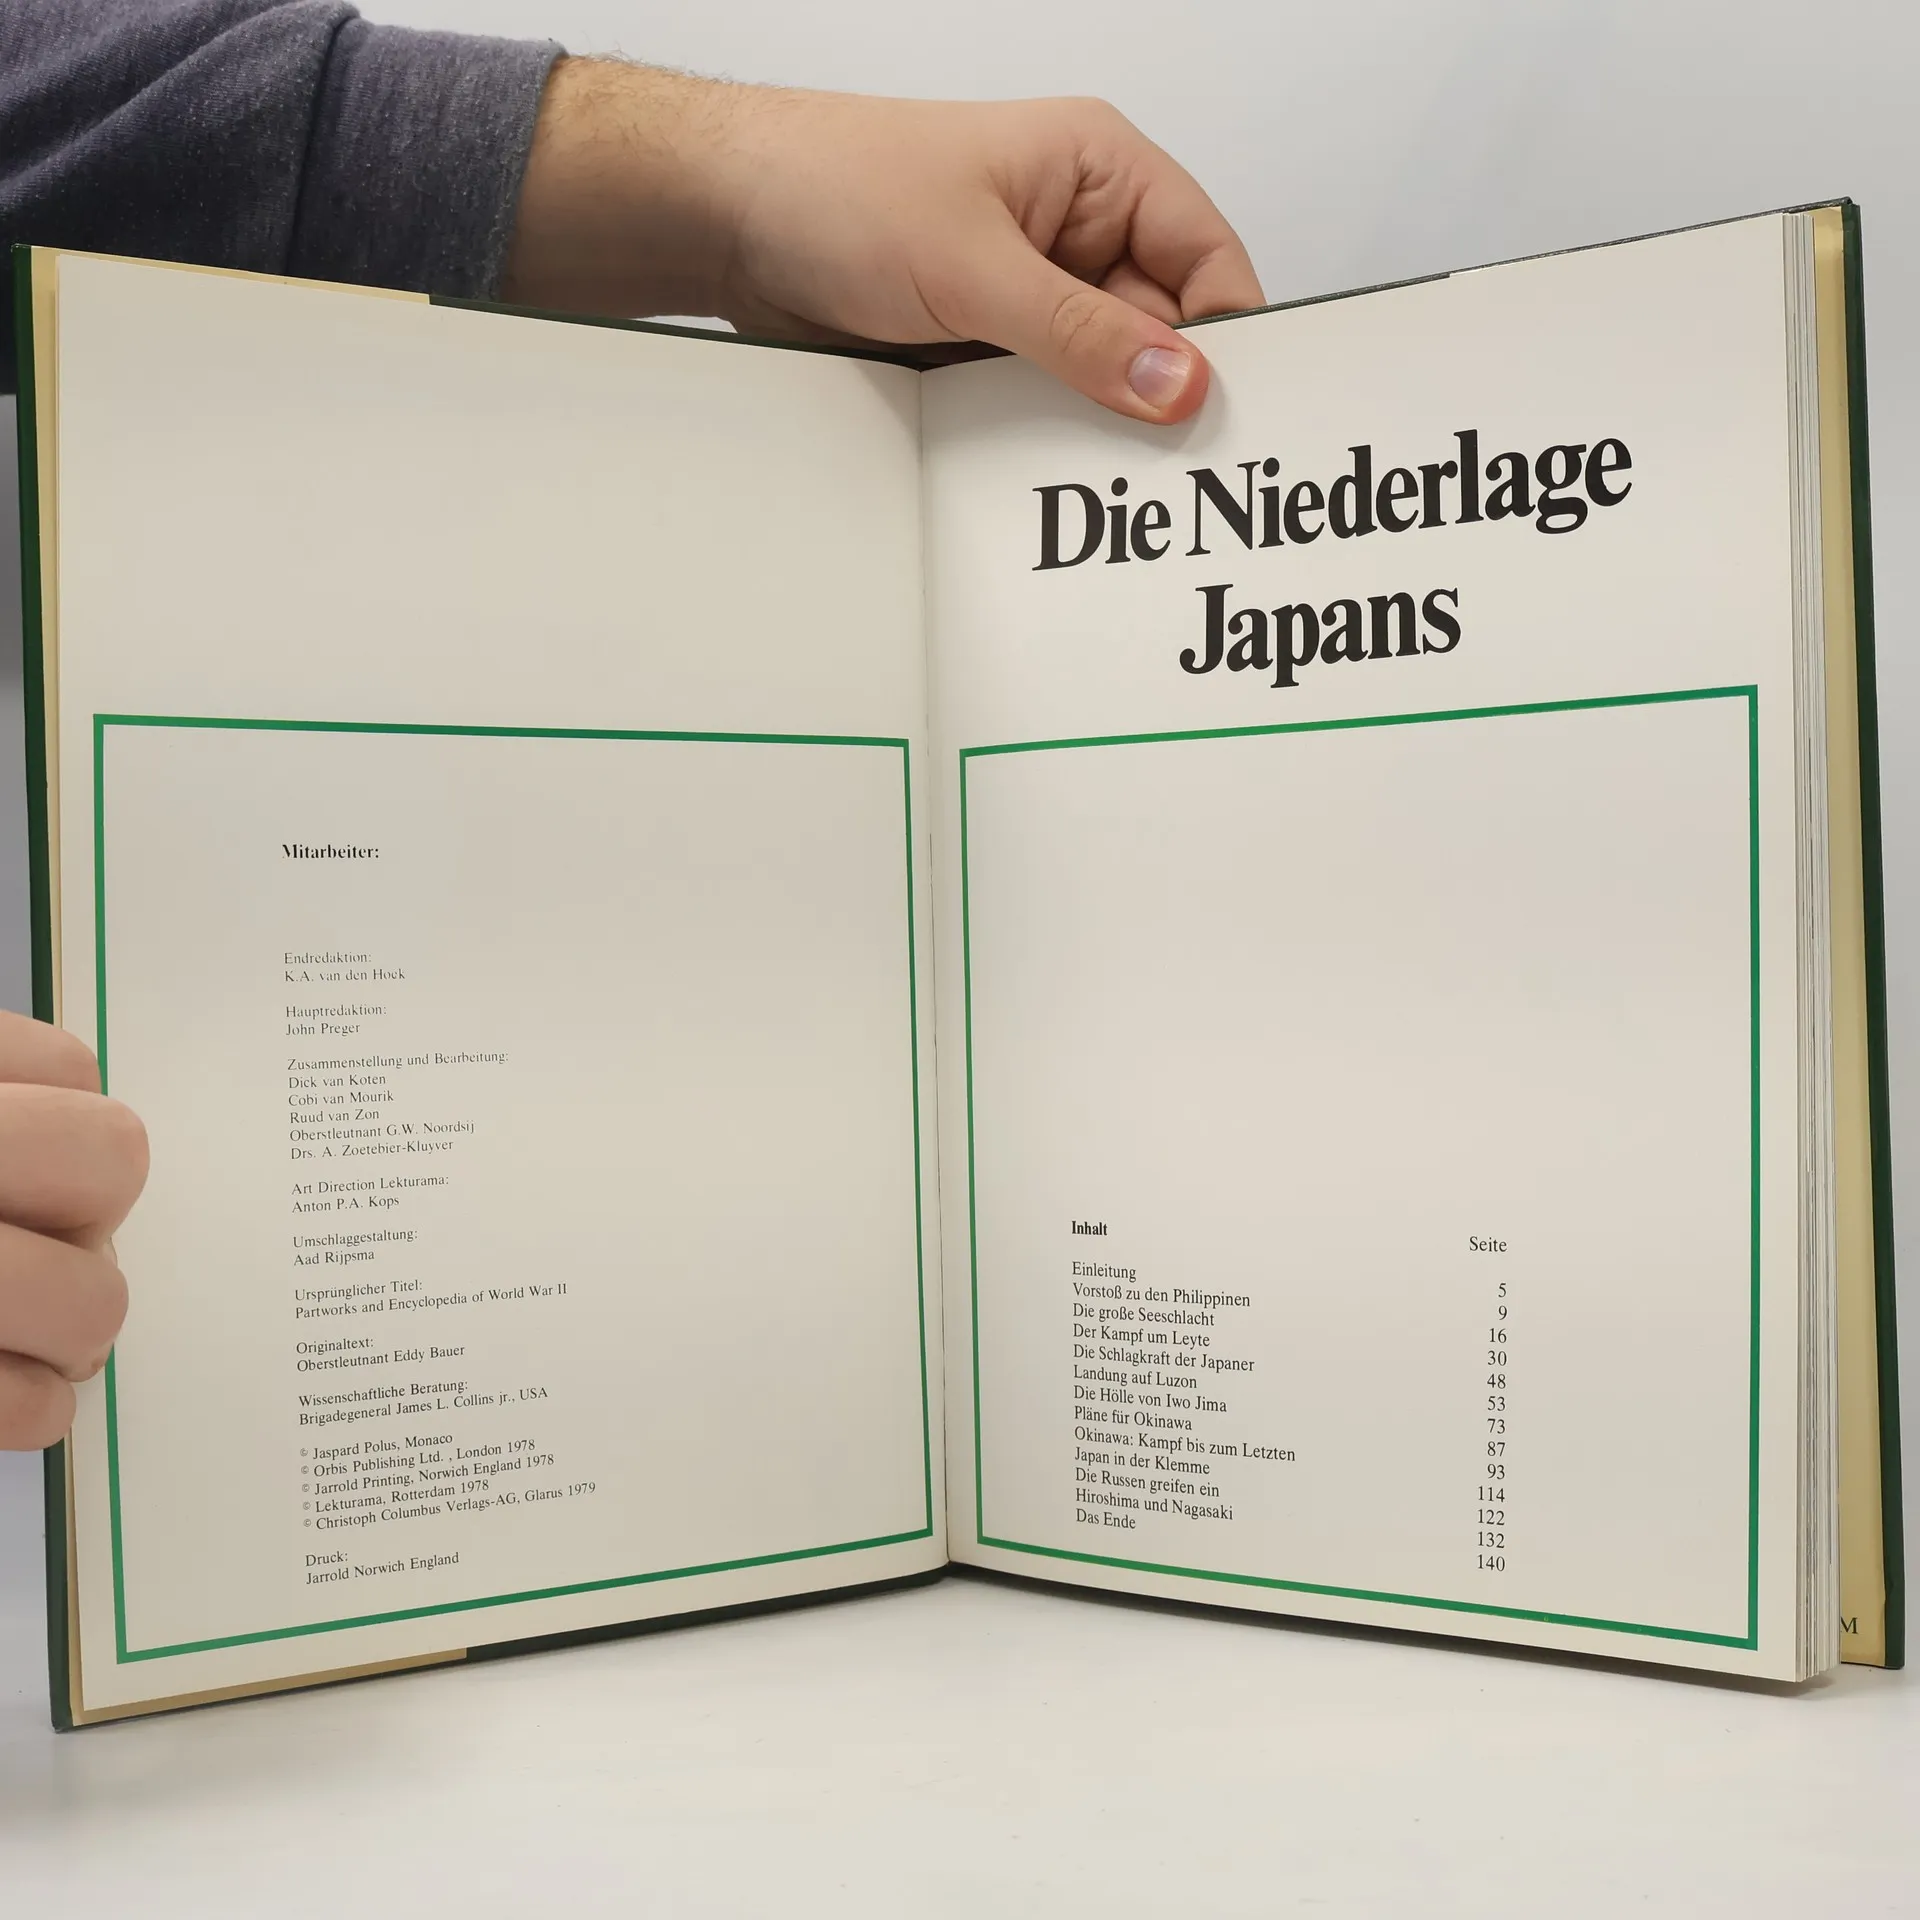 Mitarbeiter:
Endredaktion:
K.A. van den Hoek
Hauptredaktion:
John Preger
Zusammenstellung und Bearbeitung:
Dick van Koten
Cobi van Mourik
Ruud van Zon
Oberstleutnant G.W. Noordsij
Drs. A. Zoetebier-Kluyver
Art Direction Lekturama:
Anton P.A. Kops
Umschlaggestaltung:
Aad Rijpsma
Ursprünglicher Titel:
Partworks and Encyclopedia of World War II
Originaltext:
Oberstleutnant Eddy Bauer
Wissenschaftliche Beratung:
Brigadegeneral James L. Collins jr., USA
© Jaspard Polus, Monaco
© Orbis Publishing Ltd. , London 1978
© Jarrold Printing, Norwich England 1978
© Lekturama, Rotterdam 1978
© Christoph Columbus Verlags-AG, Glarus 1979
Druck:
Jarrold Norwich England
Die Niederlage
Japans
Inhalt
Seite
Einleitung 5
Vorstoß zu den Philippinen 9
Die große Seeschlacht 16
Der Kampf um Leyte 30
Die Schlagkraft der Japaner 48
Landung auf Luzon 53
Die Hölle von Iwo Jima 73
Pläne für Okinawa 87
Okinawa: Kampf bis zum Letzten 93
Japan in der Klemme 114
Die Russen greifen ein 122
Hiroshima und Nagasaki 132
Das Ende 140
M